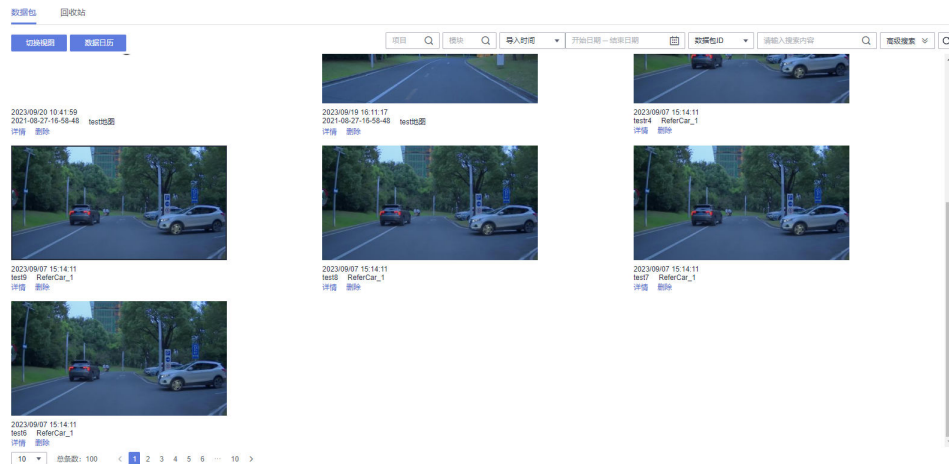 数据包 回收站
切换视图 数据日历 项目 模块 导入时间 开始日期 – 结束日期 数据包ID 请输入搜索内容 高级搜索
2023/09/20 10:41:59 2023/09/19 16:11:17 2023/09/07 15:14:11
2021-08-27-16-58-48 test地图 2021-08-27-16-58-48 test地图 testr4 ReferCar_1
详情 删除 详情 删除 详情 删除
2023/09/07 15:14:11 2023/09/07 15:14:11 2023/09/07 15:14:11
test9 ReferCar_1 test8 ReferCar_1 test7 ReferCar_1
详情 删除 详情 删除 详情 删除
2023/09/07 15:14:11
test6 ReferCar_1
详情 删除
10 总条数: 100 < 1 2 3 4 5 6 ··· 10 >